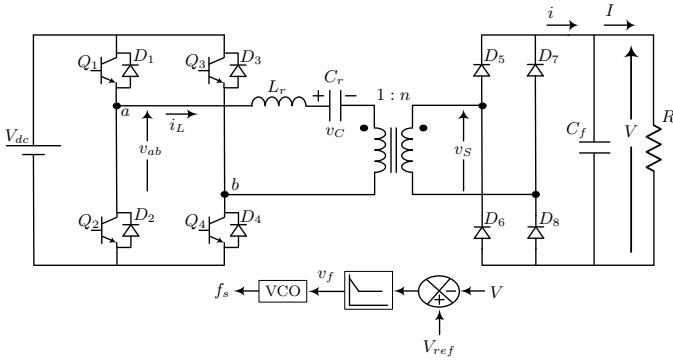 i I
Q1 D1 Q3 D3 D5 D7
Lr Cr 1 : n
+ −
a iL vC R
Vdc vab vS Cf V
b
Q2 D2 Q4 D4 D6 D8
fs VCO vf + − V
Vref